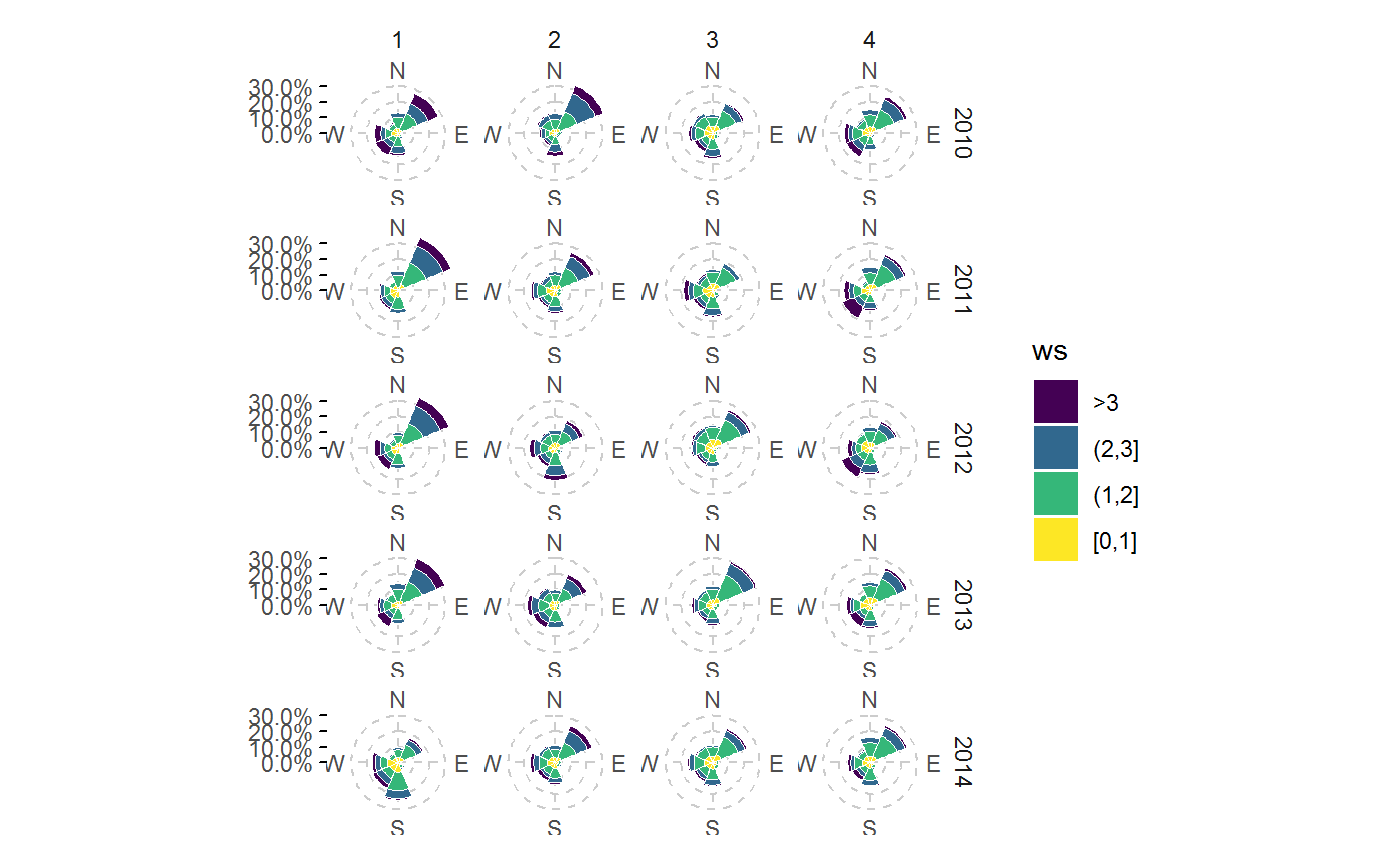 1 2 3 4
N N N N
30.0%
20.0%
10.0%
0.0% W E W E W E W E 2010
S S S S
N N N N
30.0%
20.0%
10.0%
0.0% W E W E W E W E 2011
S S S S
N N N N
30.0%
20.0%
10.0%
0.0% W E W E W E W E 2012
S S S S
N N N N
30.0%
20.0%
10.0%
0.0% W E W E W E W E 2013
S S S S
N N N N
30.0%
20.0%
10.0%
0.0% W E W E W E W E 2014
S S S S
ws
>3
(2,3]
(1,2]
[0,1]